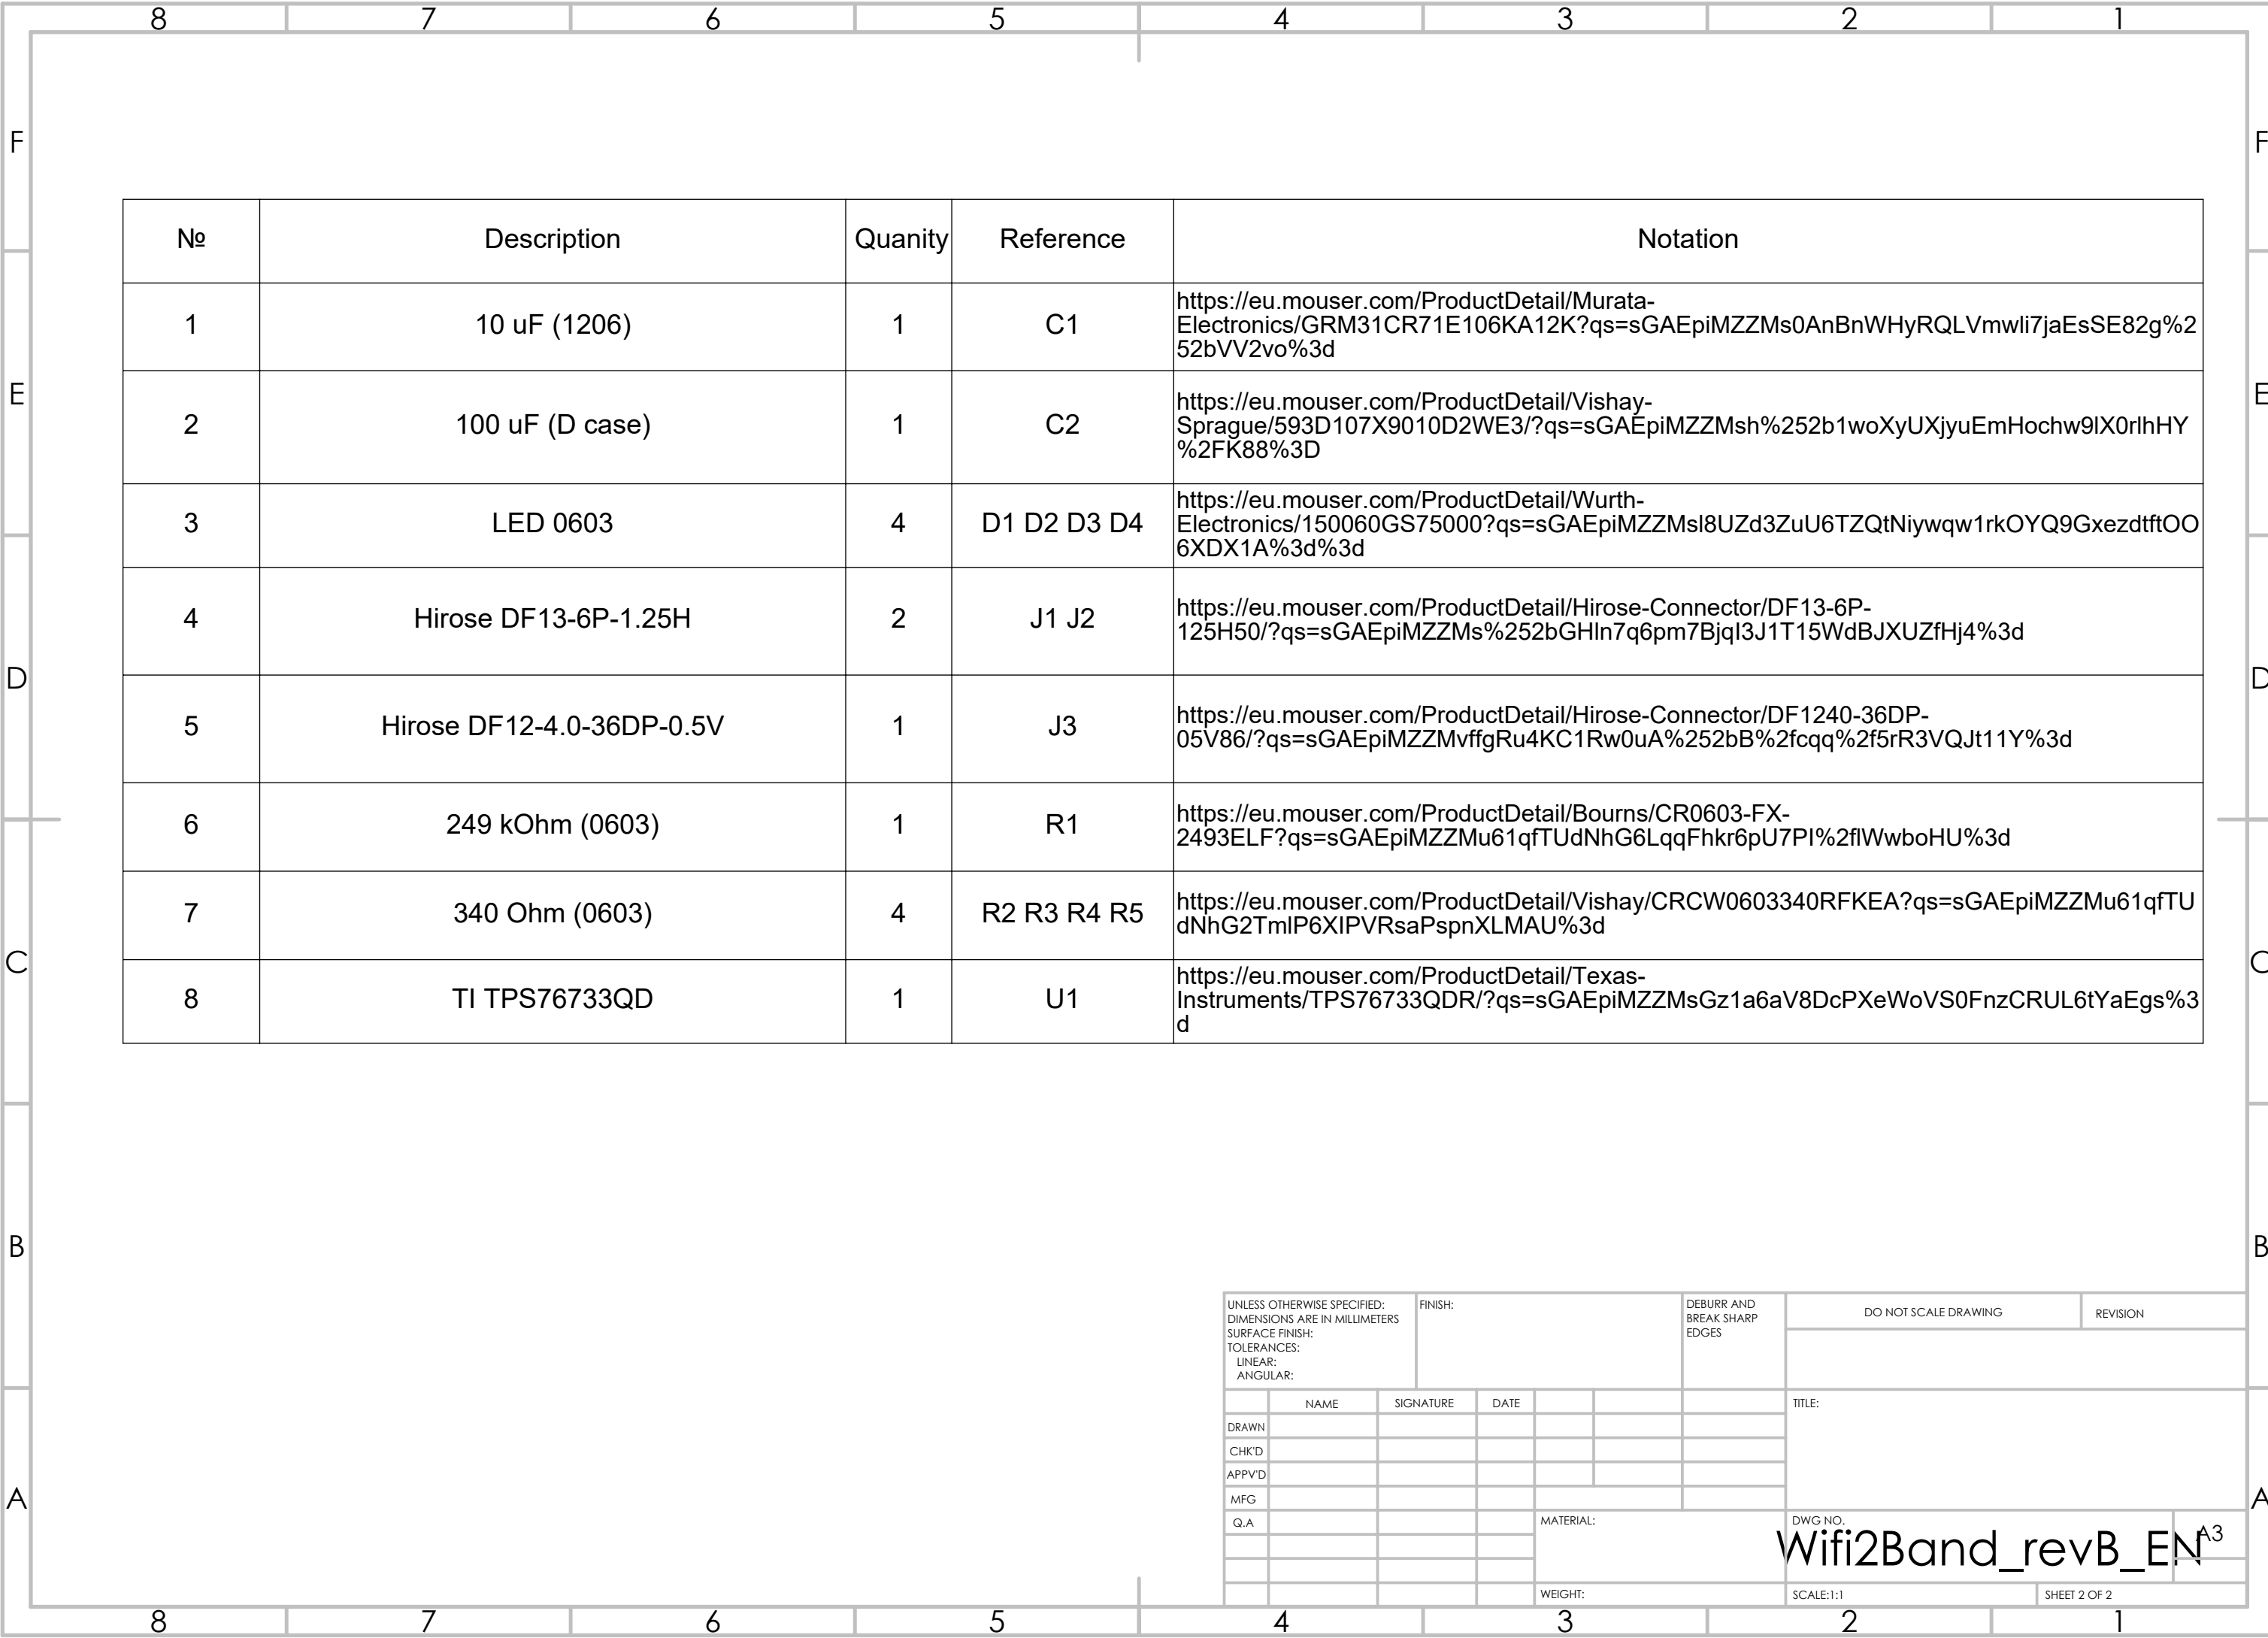 8 7 6 5 4 3 2 1
F F
№ Description Quanity Reference Notation
1 10 uF (1206) 1 C1
https://eu.mouser.com/ProductDetail/Murata-
Electronics/GRM31CR71E106KA12K?qs=sGAEpiMZZMs0AnBnWHyRQLVmwli7jaEsSE82g%2
52bVV2vo%3d
E E
2 100 uF (D case) 1 C2
https://eu.mouser.com/ProductDetail/Vishay-
Sprague/593D107X9010D2WE3/?qs=sGAEpiMZZMsh%252b1woXyUXjyuEmHochw9lX0rlhHY
%2FK88%3D
3 LED 0603 4 D1 D2 D3 D4
https://eu.mouser.com/ProductDetail/Wurth-
Electronics/150060GS75000?qs=sGAEpiMZZMsl8UZd3ZuU6TZQtNiywqw1rkOYQ9GxezdtftOO
6XDX1A%3d%3d
4 Hirose DF13-6P-1.25H 2 J1 J2
https://eu.mouser.com/ProductDetail/Hirose-Connector/DF13-6P-
125H50/?qs=sGAEpiMZZMs%252bGHln7q6pm7BjqI3J1T15WdBJXUZfHj4%3d
D D
5 Hirose DF12-4.0-36DP-0.5V 1 J3
https://eu.mouser.com/ProductDetail/Hirose-Connector/DF1240-36DP-
05V86/?qs=sGAEpiMZZMvffgRu4KC1Rw0uA%252bB%2fcqq%2f5rR3VQJt11Y%3d
6 249 kOhm (0603) 1 R1
https://eu.mouser.com/ProductDetail/Bourns/CR0603-FX-
2493ELF?qs=sGAEpiMZZMu61qfTUdNhG6LqqFhkr6pU7PI%2flWwboHU%3d
7 340 Ohm (0603) 4 R2 R3 R4 R5
https://eu.mouser.com/ProductDetail/Vishay/CRCW0603340RFKEA?qs=sGAEpiMZZMu61qfTU
dNhG2TmlP6XIPVRsaPspnXLMAU%3d
C C
8 TI TPS76733QD 1 U1
https://eu.mouser.com/ProductDetail/Texas-
Instruments/TPS76733QDR/?qs=sGAEpiMZZMsGz1a6aV8DcPXeWoVS0FnzCRUL6tYaEgs%3
d
B B
UNLESS OTHERWISE SPECIFIED:
DIMENSIONS ARE IN MILLIMETERS
SURFACE FINISH:
TOLERANCES:
LINEAR:
ANGULAR:
FINISH:
DEBURR AND
BREAK SHARP
EDGES
DO NOT SCALE DRAWING
REVISION
NAME SIGNATURE DATE
TITLE:
DRAWN
CHK'D
APPV'D
MFG
Q.A
A A
MATERIAL:
DWG NO.
Wifi2Band_revB_EN
A3
WEIGHT:
SCALE:1:1
SHEET 2 OF 2
8 7 6 5 4 3 2 1